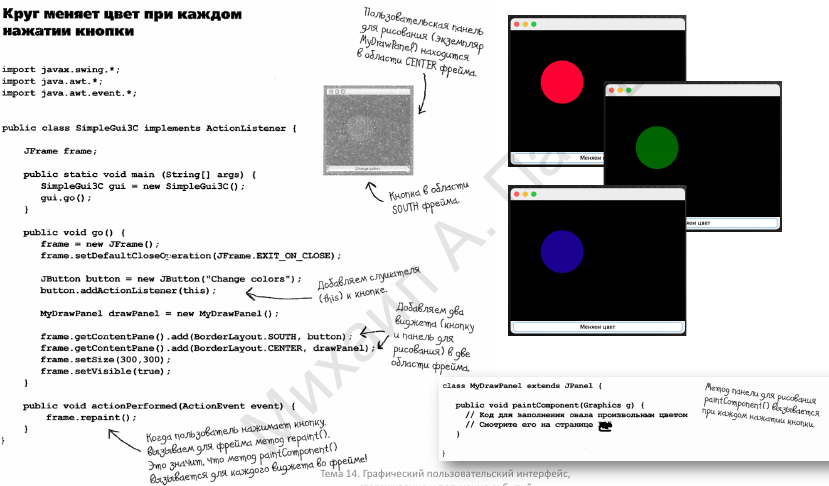 Круг меняет цвет при каждом
нажатии кнопки
import javax.swing.*;
import java.awt.*;
import java.awt.event.*;
public class SimpleGui3C implements ActionListener {
JFrame frame;
public static void main (String[] args) {
SimpleGui3C gui = new SimpleGui3C();
gui.go();
}
public void go() {
frame = new JFrame();
frame.setDefaultCloseOperation(JFrame.EXIT_ON_CLOSE);
JButton button = new JButton("Change colors");
button.addActionListener(this);
MyDrawPanel drawPanel = new MyDrawPanel();
frame.getContentPane().add(BorderLayout.SOUTH, button);
frame.getContentPane().add(BorderLayout.CENTER, drawPanel);
frame.setSize(300,300);
frame.setVisible(true);
}
public void actionPerformed(ActionEvent event) {
frame.repaint();
}
}
Пользовательская панель
для рисования (экземпляр
MyDrawPanel) находится
в области CENTER фрейма.
Change colors
Кнопка в области
SOUTH фрейма.
Добавляем слушателя
(this) к кнопке.
Добавляем два
виджета (кнопку
и панель для
рисования) в две
области фрейма.
Когда пользователь нажимает кнопку,
вызываем для фрейма метод repaint().
Это значит, что метод paintComponent()
вызывается для каждого виджета во фрейме!
Меняем
Меняем цвет
Меняем цвет
class MyDrawPanel extends JPanel {
public void paintComponent(Graphics g) {
// Код для заполнения овала произвольным цветом
// Смотрите его на странице
}
}
Метод панели для рисования
paintComponent() вызывается
при каждом нажатии кнопки.
Михаил А.
Тема 14. Графический пользовательский интерфейс,